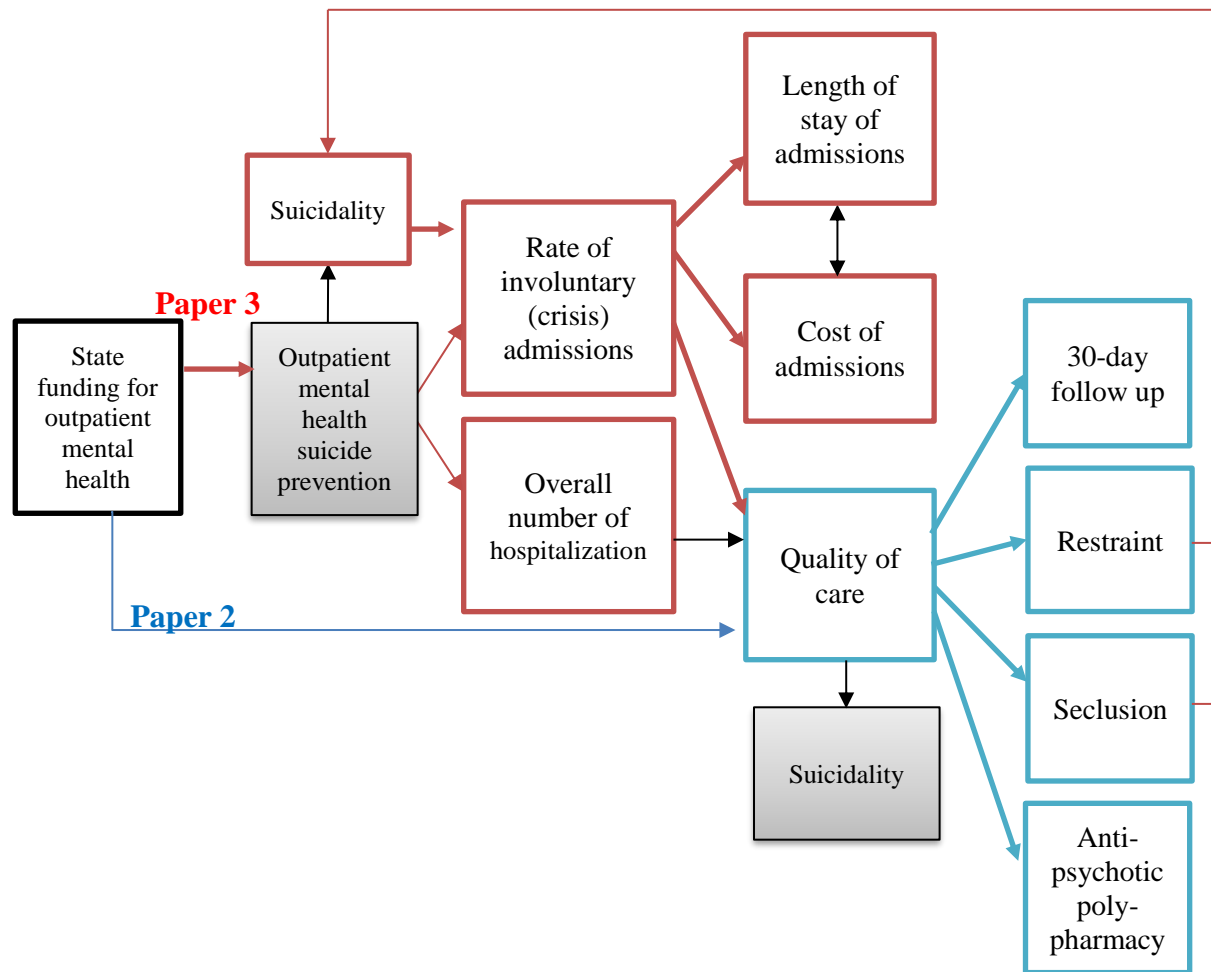 Length of
stay of
admissions
Suicidality
Rate of
involuntary
(crisis)
admissions
Paper 3
State
funding for
outpatient
mental
health
Outpatient
mental
health
suicide
prevention
Cost of
admissions
30-day
follow up
Overall
number of
hospitalization
Quality of
care
Restraint
Paper 2
Seclusion
Suicidality
Anti-
psychotic
poly-
pharmacy